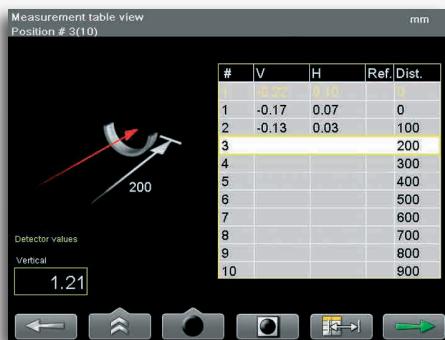 Measurement table view mm
Position # 3(10)
# V H Ref. Dist.
1 -0.22 0.10 0
1 -0.17 0.07 0
2 -0.13 0.03 100
3 200
4 300
5 400
6 500
7 600
8 700
9 800
10 900
200
Detector values
Vertical
1.21